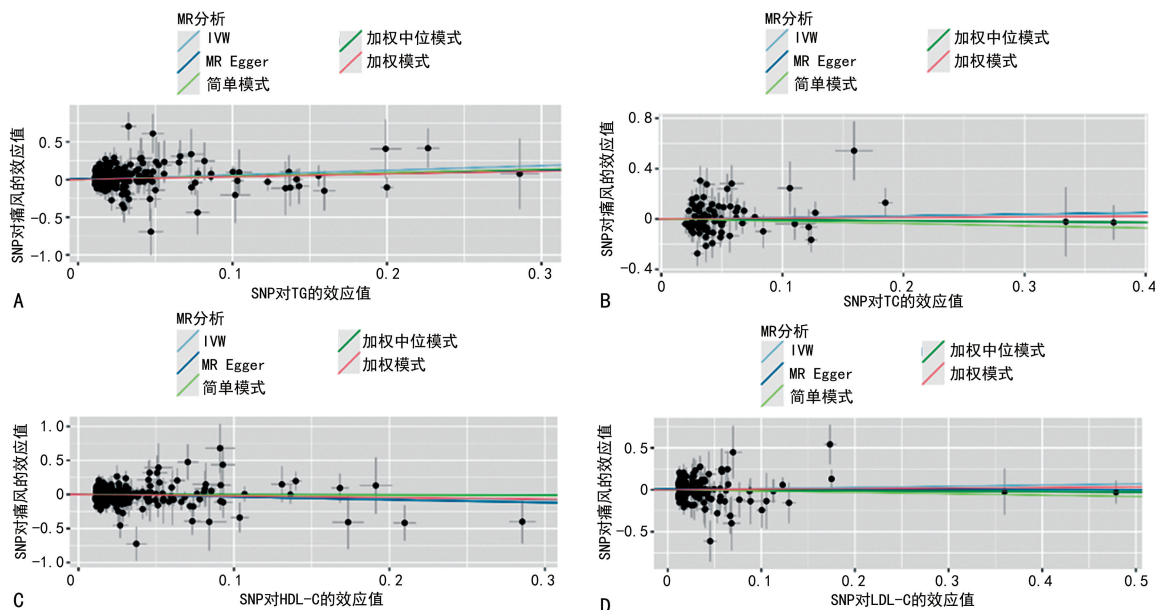 MR分析
IVW
MR Egger
简单模式
加权中位模式
加权模式
SNP对痛风的效应值
0.5
0
−0.5
−1.0
0
0.1
0.2
0.3
SNP对TG的效应值
A
MR分析
IVW
MR Egger
简单模式
加权中位模式
加权模式
SNP对痛风的效应值
0.8
0.4
0
−0.4
0
0.1
0.2
0.3
0.4
SNP对TC的效应值
B
MR分析
IVW
MR Egger
简单模式
加权中位模式
加权模式
SNP对痛风的效应值
1.0
0.5
0
−0.5
−1.0
0
0.1
0.2
0.3
SNP对HDL-C的效应值
C
MR分析
IVW
MR Egger
简单模式
加权中位模式
加权模式
SNP对痛风的效应值
0.5
0
−0.5
0
0.1
0.2
0.3
0.4
0.5
SNP对LDL-C的效应值
D